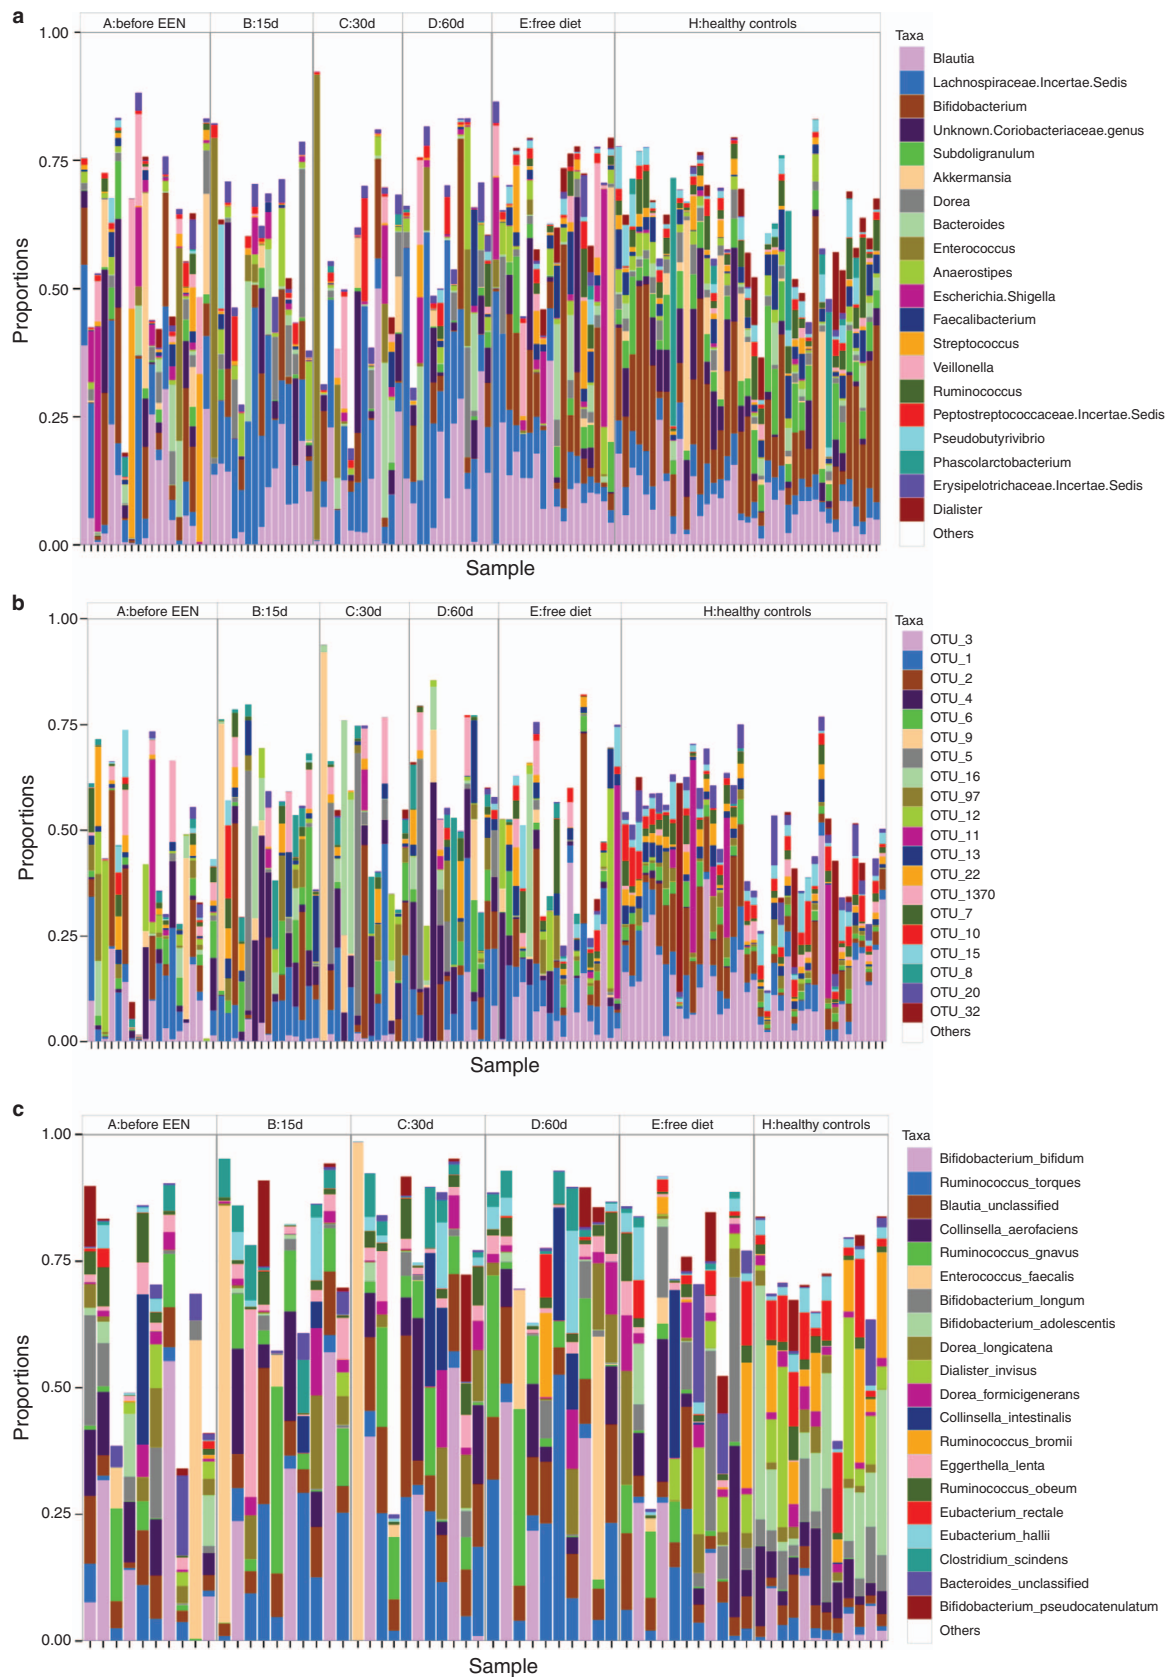 a
A:before EEN B:15d C:30d D:60d E:free diet H:healthy controls
1.00
0.75
0.50
0.25
0.00
Proportions
Sample
Taxa
Blautia
Lachnospiraceae.Incertae.Sedis
Bifidobacterium
Unknown.Coriobacteriaceae.genus
Subdoligranulum
Akkermansia
Dorea
Bacteroides
Enterococcus
Anaerostipes
Escherichia.Shigella
Faecalibacterium
Streptococcus
Veillonella
Ruminococcus
Peptostreptococcaceae.Incertae.Sedis
Pseudobutyrivibrio
Phascolarctobacterium
Erysipelotrichaceae.Incertae.Sedis
Dialister
Others
b
A:before EEN B:15d C:30d D:60d E:free diet H:healthy controls
1.00
0.75
0.50
0.25
0.00
Proportions
Sample
Taxa
OTU_3
OTU_1
OTU_2
OTU_4
OTU_6
OTU_9
OTU_5
OTU_16
OTU_97
OTU_12
OTU_11
OTU_13
OTU_22
OTU_1370
OTU_7
OTU_10
OTU_15
OTU_8
OTU_20
OTU_32
Others
c
A:before EEN B:15d C:30d D:60d E:free diet H:healthy controls
1.00
0.75
0.50
0.25
0.00
Proportions
Sample
Taxa
Bifidobacterium_bifidum
Ruminococcus_torques
Blautia_unclassified
Collinsella_aerofaciens
Ruminococcus_gnavus
Enterococcus_faecalis
Bifidobacterium_longum
Bifidobacterium_adolescentis
Dorea_longicatena
Dialister_invisus
Dorea_formicigenerans
Collinsella_intestinalis
Ruminococcus_bromii
Eggerthella_lenta
Ruminococcus_obeum
Eubacterium_rectale
Eubacterium_hallii
Clostridium_scindens
Bacteroides_unclassified
Bifidobacterium_pseudocatenulatum
Others